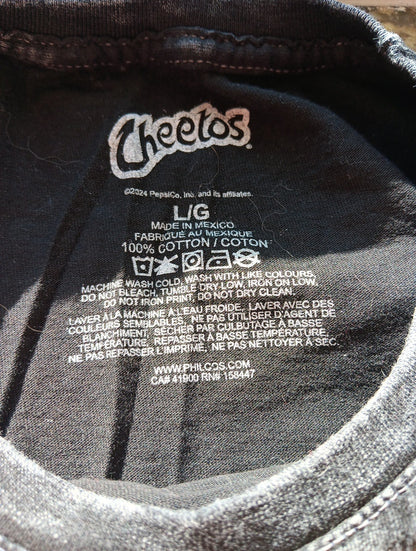 Cheetos
©2024 PepsiCo, Inc. and its affiliates.
L/G
MADE IN MEXICO
FABRIQUÉ AU MEXIQUE
100% COTTON / COTON
MACHINE WASH COLD, WASH WITH LIKE COLOURS,
DO NOT BLEACH, TUMBLE DRY LOW, IRON ON LOW,
DO NOT IRON PRINT, DO NOT DRY CLEAN.
LAVER À LA MACHINE À L'EAU FROIDE. LAVER AVEC DES
COULEURS SEMBLABLES. NE PAS UTILISER D'AGENT DE
BLANCHIMENT. SÉCHER PAR CULBUTAGE À BASSE
TEMPÉRATURE. REPASSER À BASSE TEMPÉRATURE.
NE PAS REPASSER L'IMPRIMÉ. NE PAS NETTOYER À SEC.
WWW.PHILCOS.COM
CA# 41900 RN# 158447